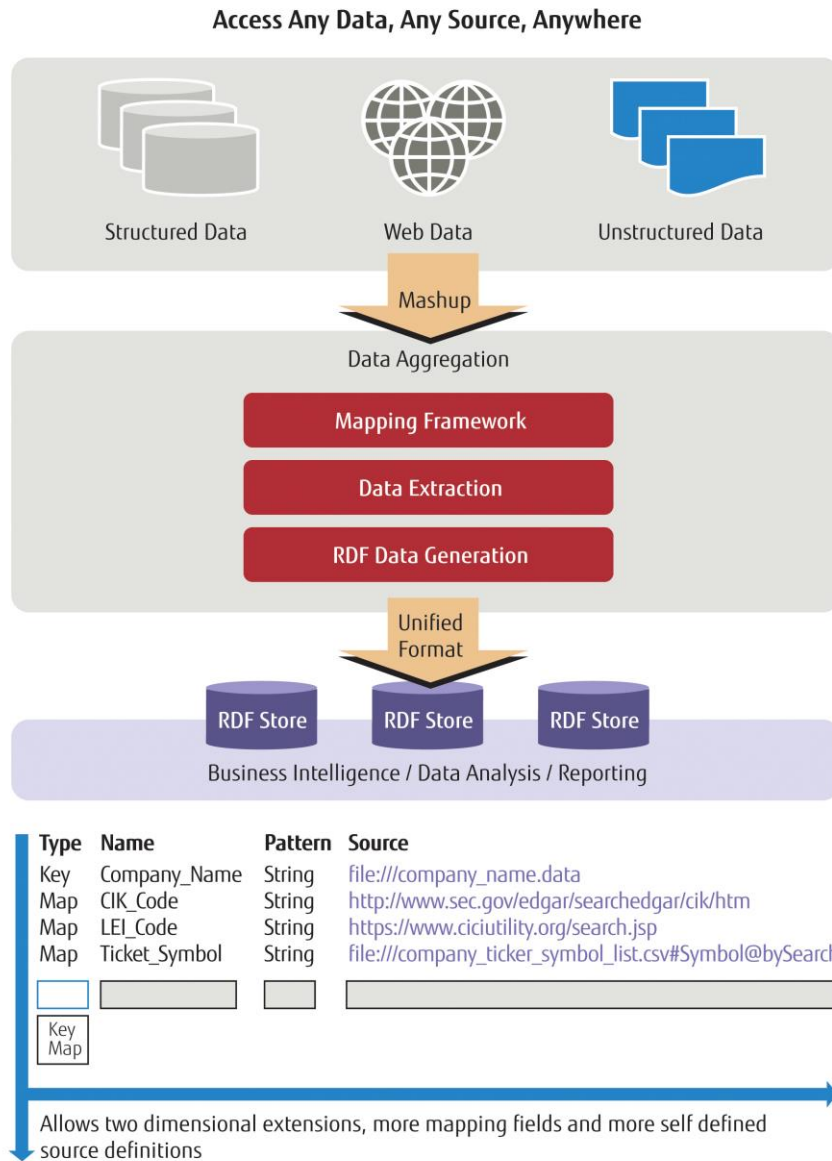 Access Any Data, Any Source, Anywhere
Structured Data
Web Data
Unstructured Data
Mashup
Data Aggregation
Mapping Framework
Data Extraction
RDF Data Generation
Unified
Format
RDF Store
RDF Store
RDF Store
Business Intelligence / Data Analysis / Reporting
Type Name Pattern Source
Key Company_Name String file:///company_name.data
Map CIK_Code String http://www.sec.gov/edgar/searchedgar/cik/htm
Map LEI_Code String https://www.ciciutility.org/search.jsp
Map Ticket_Symbol String file:///company_ticker_symbol_list.csv#Symbol@bySearch
Key
Map
Allows two dimensional extensions, more mapping fields and more self defined
source definitions